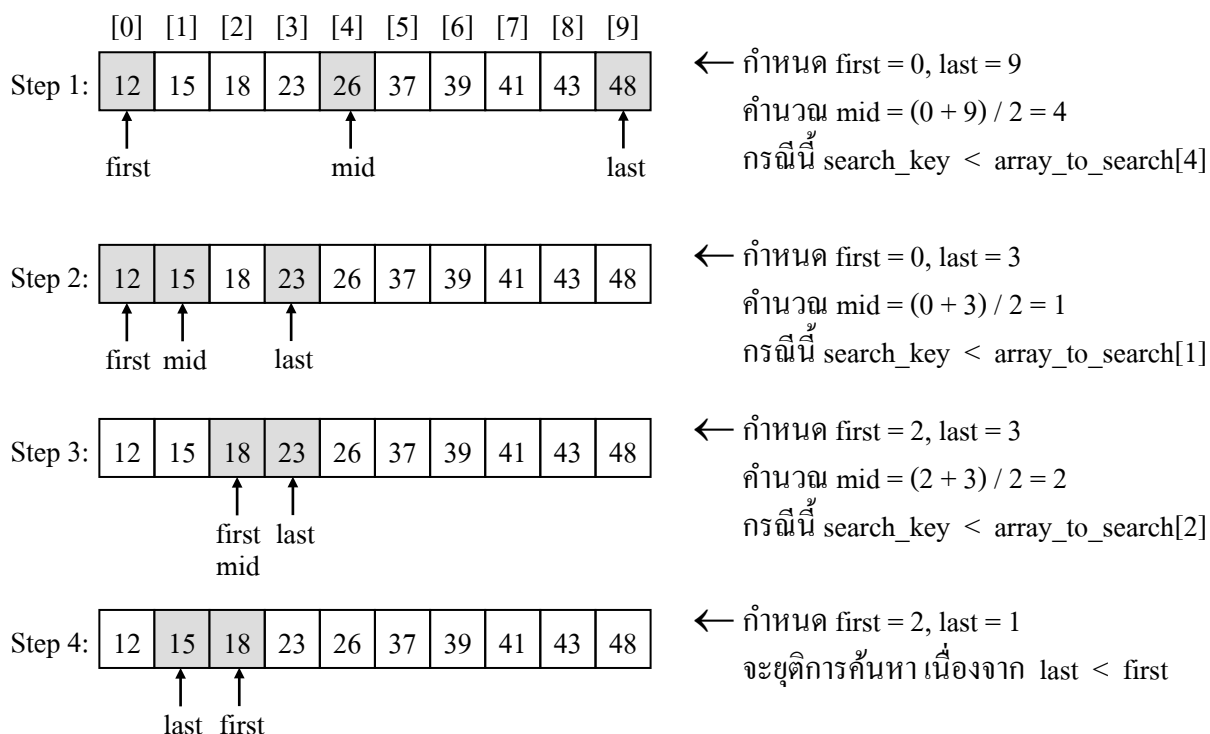 [0] [1] [2] [3] [4] [5] [6] [7] [8] [9]
Step 1: 12 15 18 23 26 37 39 41 43 48
first mid last
← กำหนด first = 0, last = 9
คำนวณ mid = (0 + 9) / 2 = 4
กรณีนี้ search_key < array_to_search[4]
Step 2: 12 15 18 23 26 37 39 41 43 48
first mid last
← กำหนด first = 0, last = 3
คำนวณ mid = (0 + 3) / 2 = 1
กรณีนี้ search_key < array_to_search[1]
Step 3: 12 15 18 23 26 37 39 41 43 48
first last
mid
← กำหนด first = 2, last = 3
คำนวณ mid = (2 + 3) / 2 = 2
กรณีนี้ search_key < array_to_search[2]
Step 4: 12 15 18 23 26 37 39 41 43 48
last first
← กำหนด first = 2, last = 1
จะยุติการค้นหา เนื่องจาก last < first